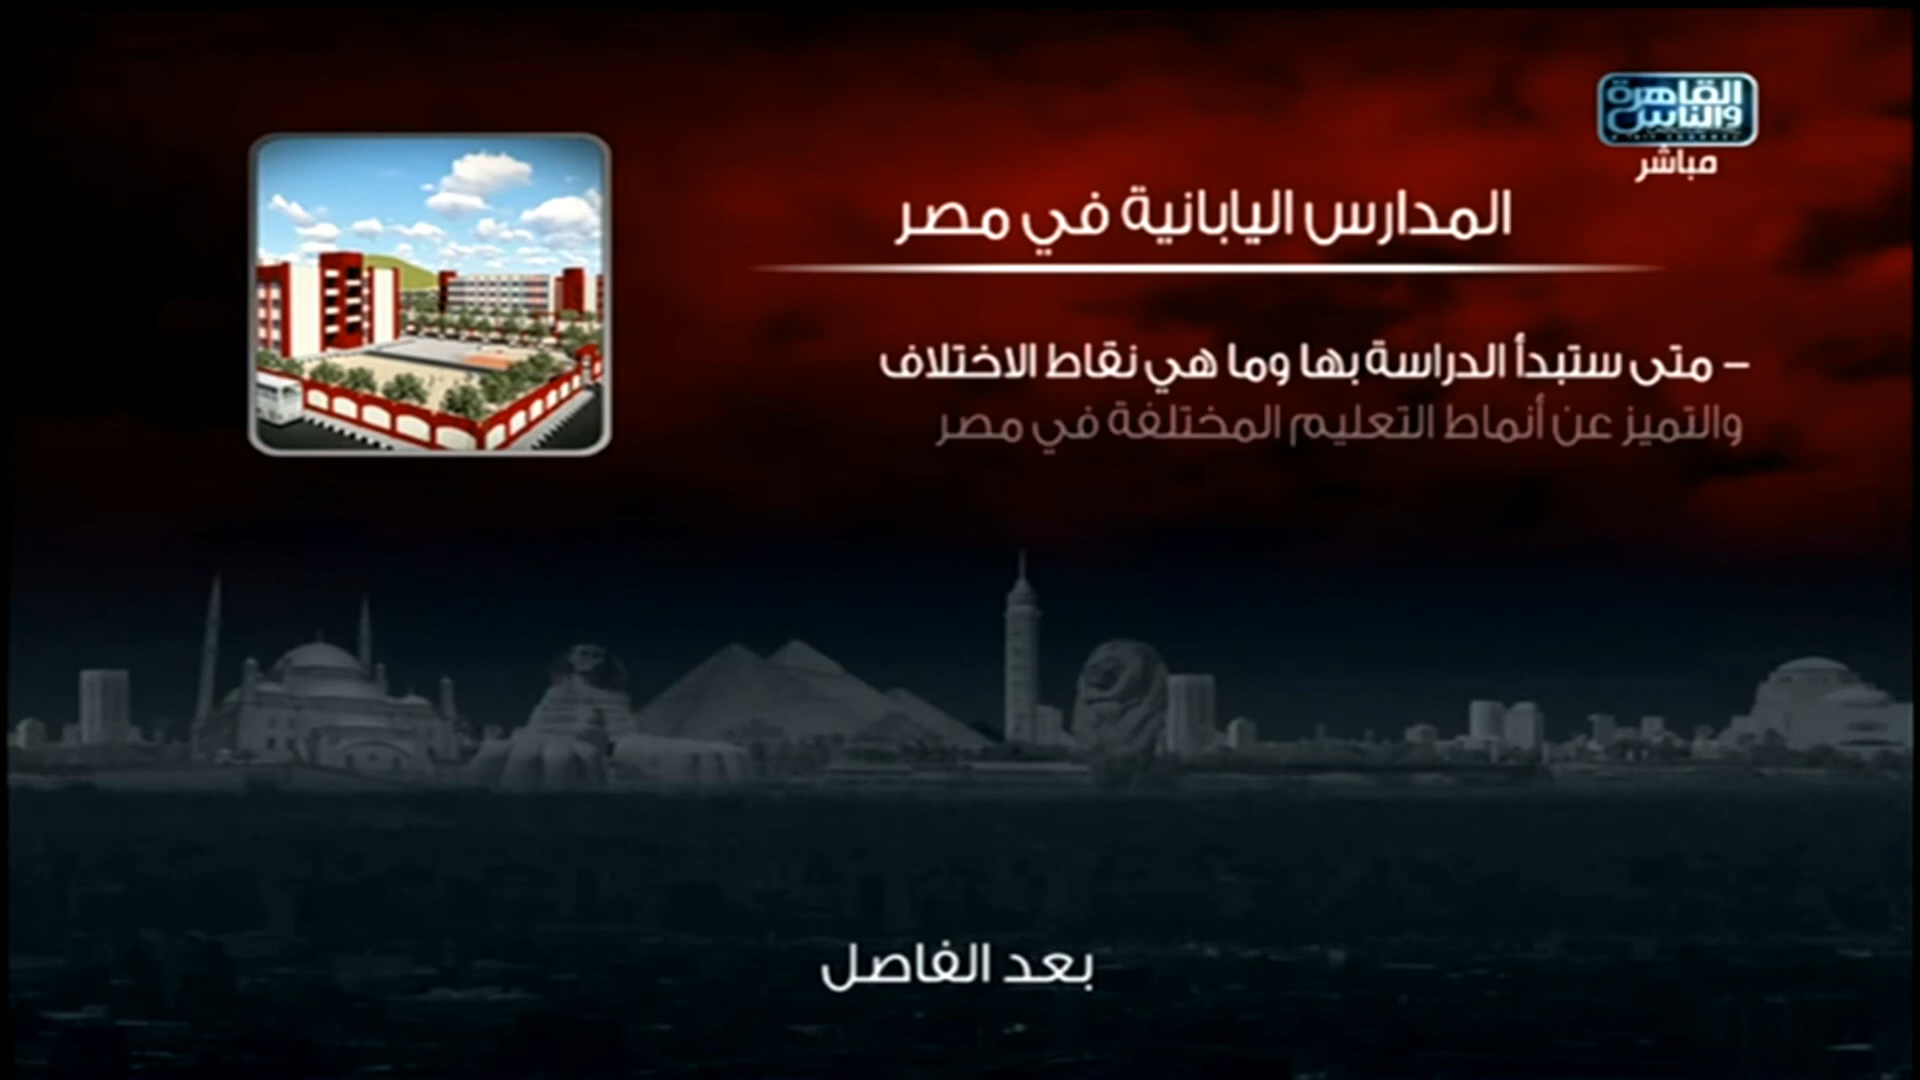 القاهرة
والناس
مباشر
المدارس اليابانية في مصر
– متى ستبدأ الدراسة بها وما هي نقاط الاختلاف
والتميز عن أنماط التعليم المختلفة في مصر
بعد الفاصل